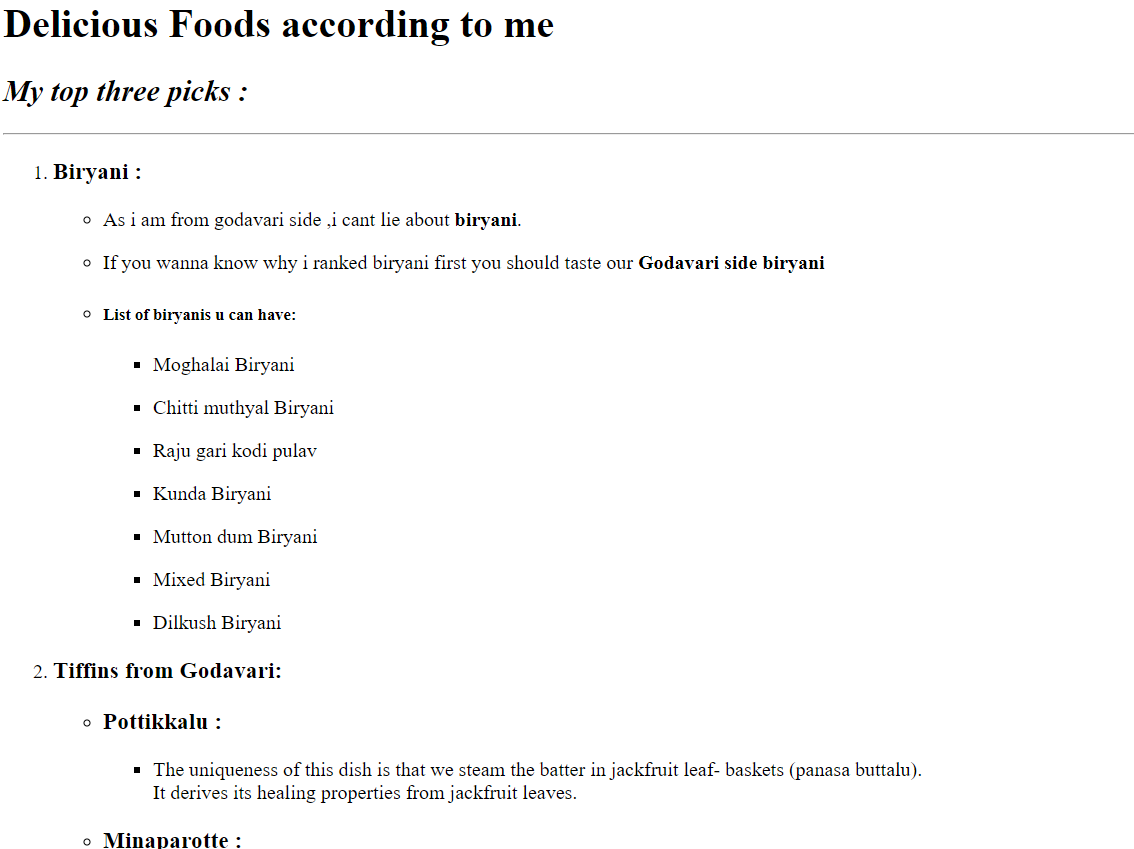 Delicious Foods according to me
My top three picks :
1. Biryani :
As i am from godavari side ,i cant lie about biryani.
If you wanna know why i ranked biryani first you should taste our Godavari side biryani
List of biryanis u can have:
Moghalai Biryani
Chitti muthyal Biryani
Raju gari kodi pulav
Kunda Biryani
Mutton dum Biryani
Mixed Biryani
Dilkush Biryani
2. Tiffins from Godavari:
Pottikkalu :
The uniqueness of this dish is that we steam the batter in jackfruit leaf- baskets (panasa buttalu).
It derives its healing properties from jackfruit leaves.
Minaparotte :